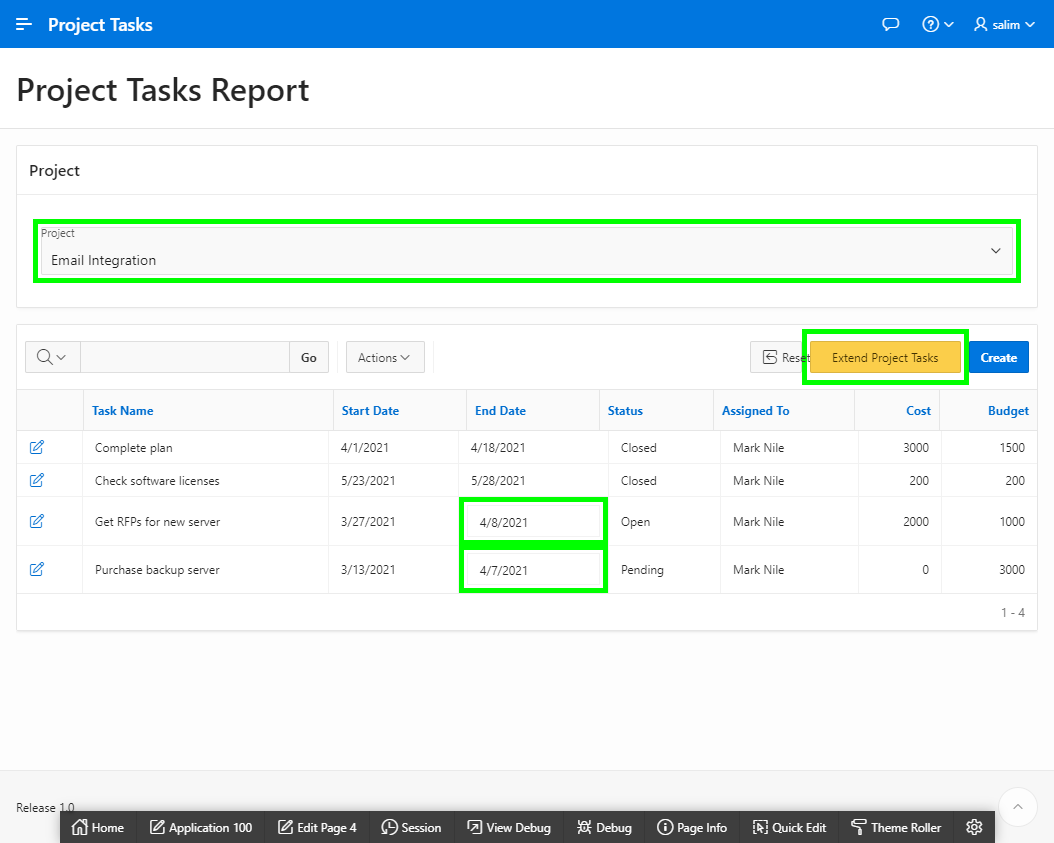 Project Tasks
salim
Project Tasks Report
Project
Project
Email Integration
Go
Actions
Reset
Extend Project Tasks
Create
Task Name Start Date End Date Status Assigned To Cost Budget
Complete plan 4/1/2021 4/18/2021 Closed Mark Nile 3000 1500
Check software licenses 5/23/2021 5/28/2021 Closed Mark Nile 200 200
Get RFPs for new server 3/27/2021 4/8/2021 Open Mark Nile 2000 1000
Purchase backup server 3/13/2021 4/7/2021 Pending Mark Nile 0 3000
1 - 4
Release 1.0
Home Application 100 Edit Page 4 Session View Debug Debug Page Info Quick Edit Theme Roller